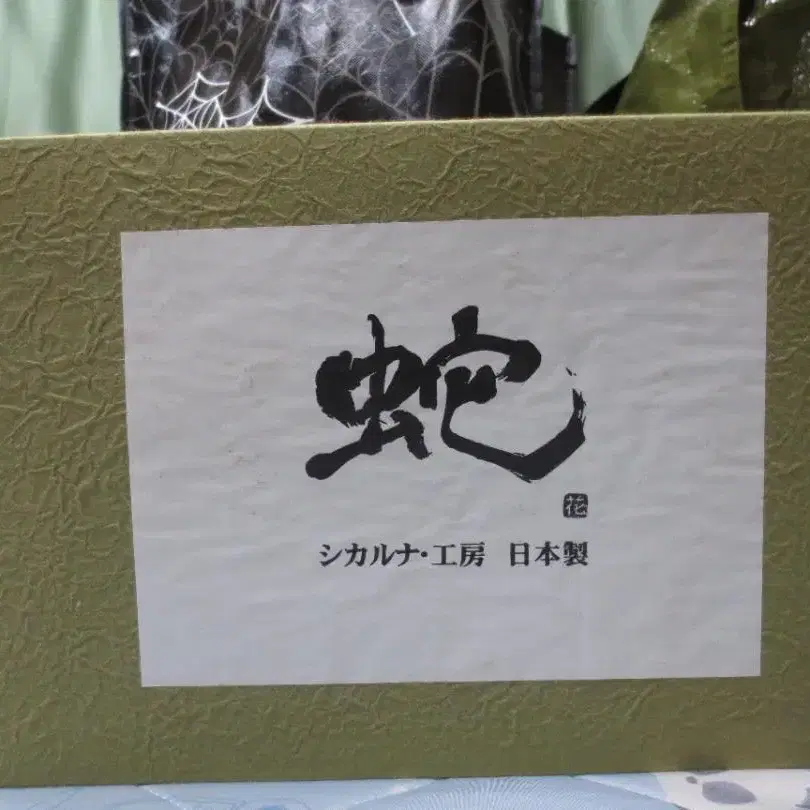 蛇
花
シカルナ・工房 日本製